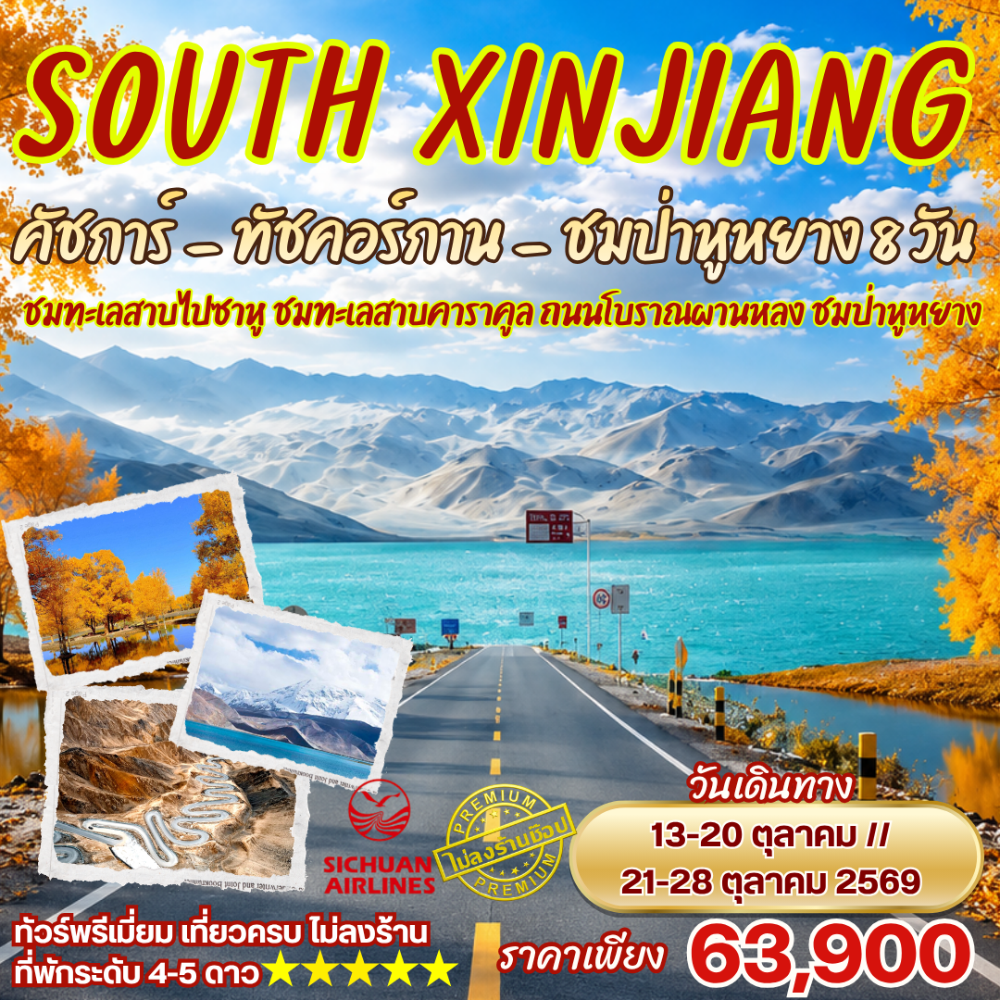 SOUTH XINJIANG
คัชการ์ – ทัชคอร์กาน – ชมป่าหูหยาง 8 วัน
ชมทะเลสาบไปซาหู ชมทะเลสาบคาราคูล ถนนโบราณผานหลง ชมป่าหูหยาง
วันเดินทาง
13-20 ตุลาคม //
21-28 ตุลาคม 2569
SICHUAN
AIRLINES
PREMIUM
ไม่ลงร้านช๊อป
PREMIUM
ทัวร์พรีเมี่ยม เที่ยวครบ ไม่ลงร้าน
ที่พักระดับ 4-5 ดาว
ราคาเพียง 63,900